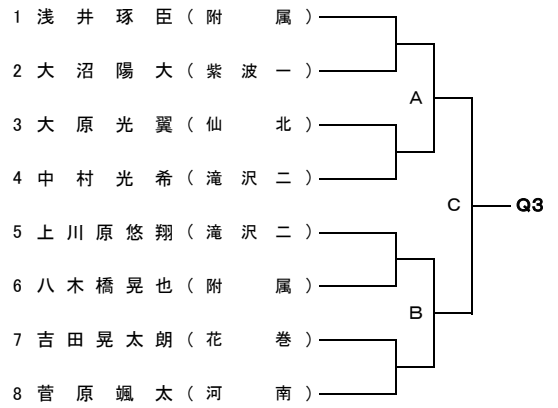 1 浅井琢臣(附属)
2 大沼陽大(紫波一)
A
3 大原光翼(仙北)
4 中村光希(滝沢二)
C Q3
5 上川原悠翔(滝沢二)
6 八木橋晃也(附属)
B
7 吉田晃太朗(花巻)
8 菅原颯太(河南)